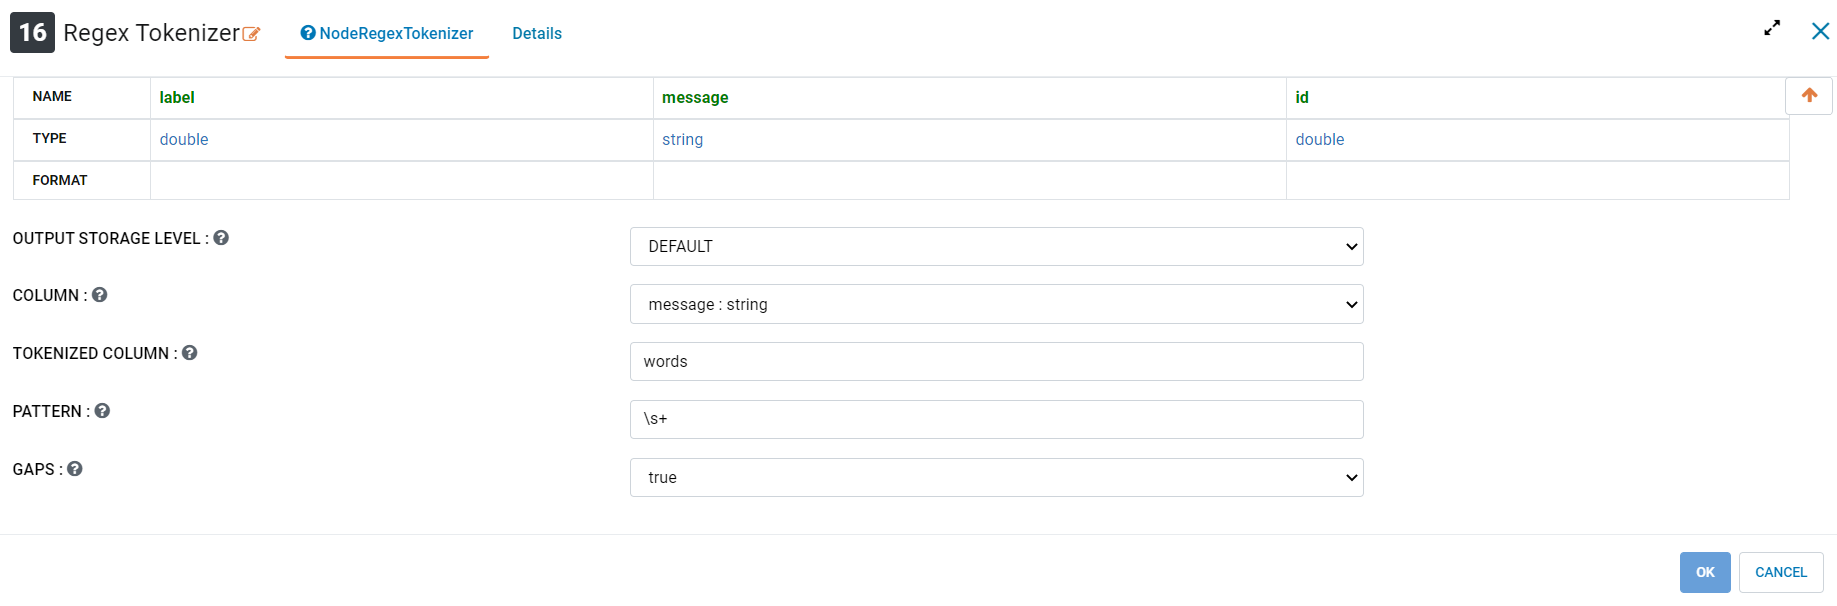 16 Regex Tokenizer NodeRegexTokenizer Details
NAME label message id
TYPE double string double
FORMAT
OUTPUT STORAGE LEVEL : DEFAULT
COLUMN : message : string
TOKENIZED COLUMN : words
PATTERN : \s+
GAPS : true
OK CANCEL